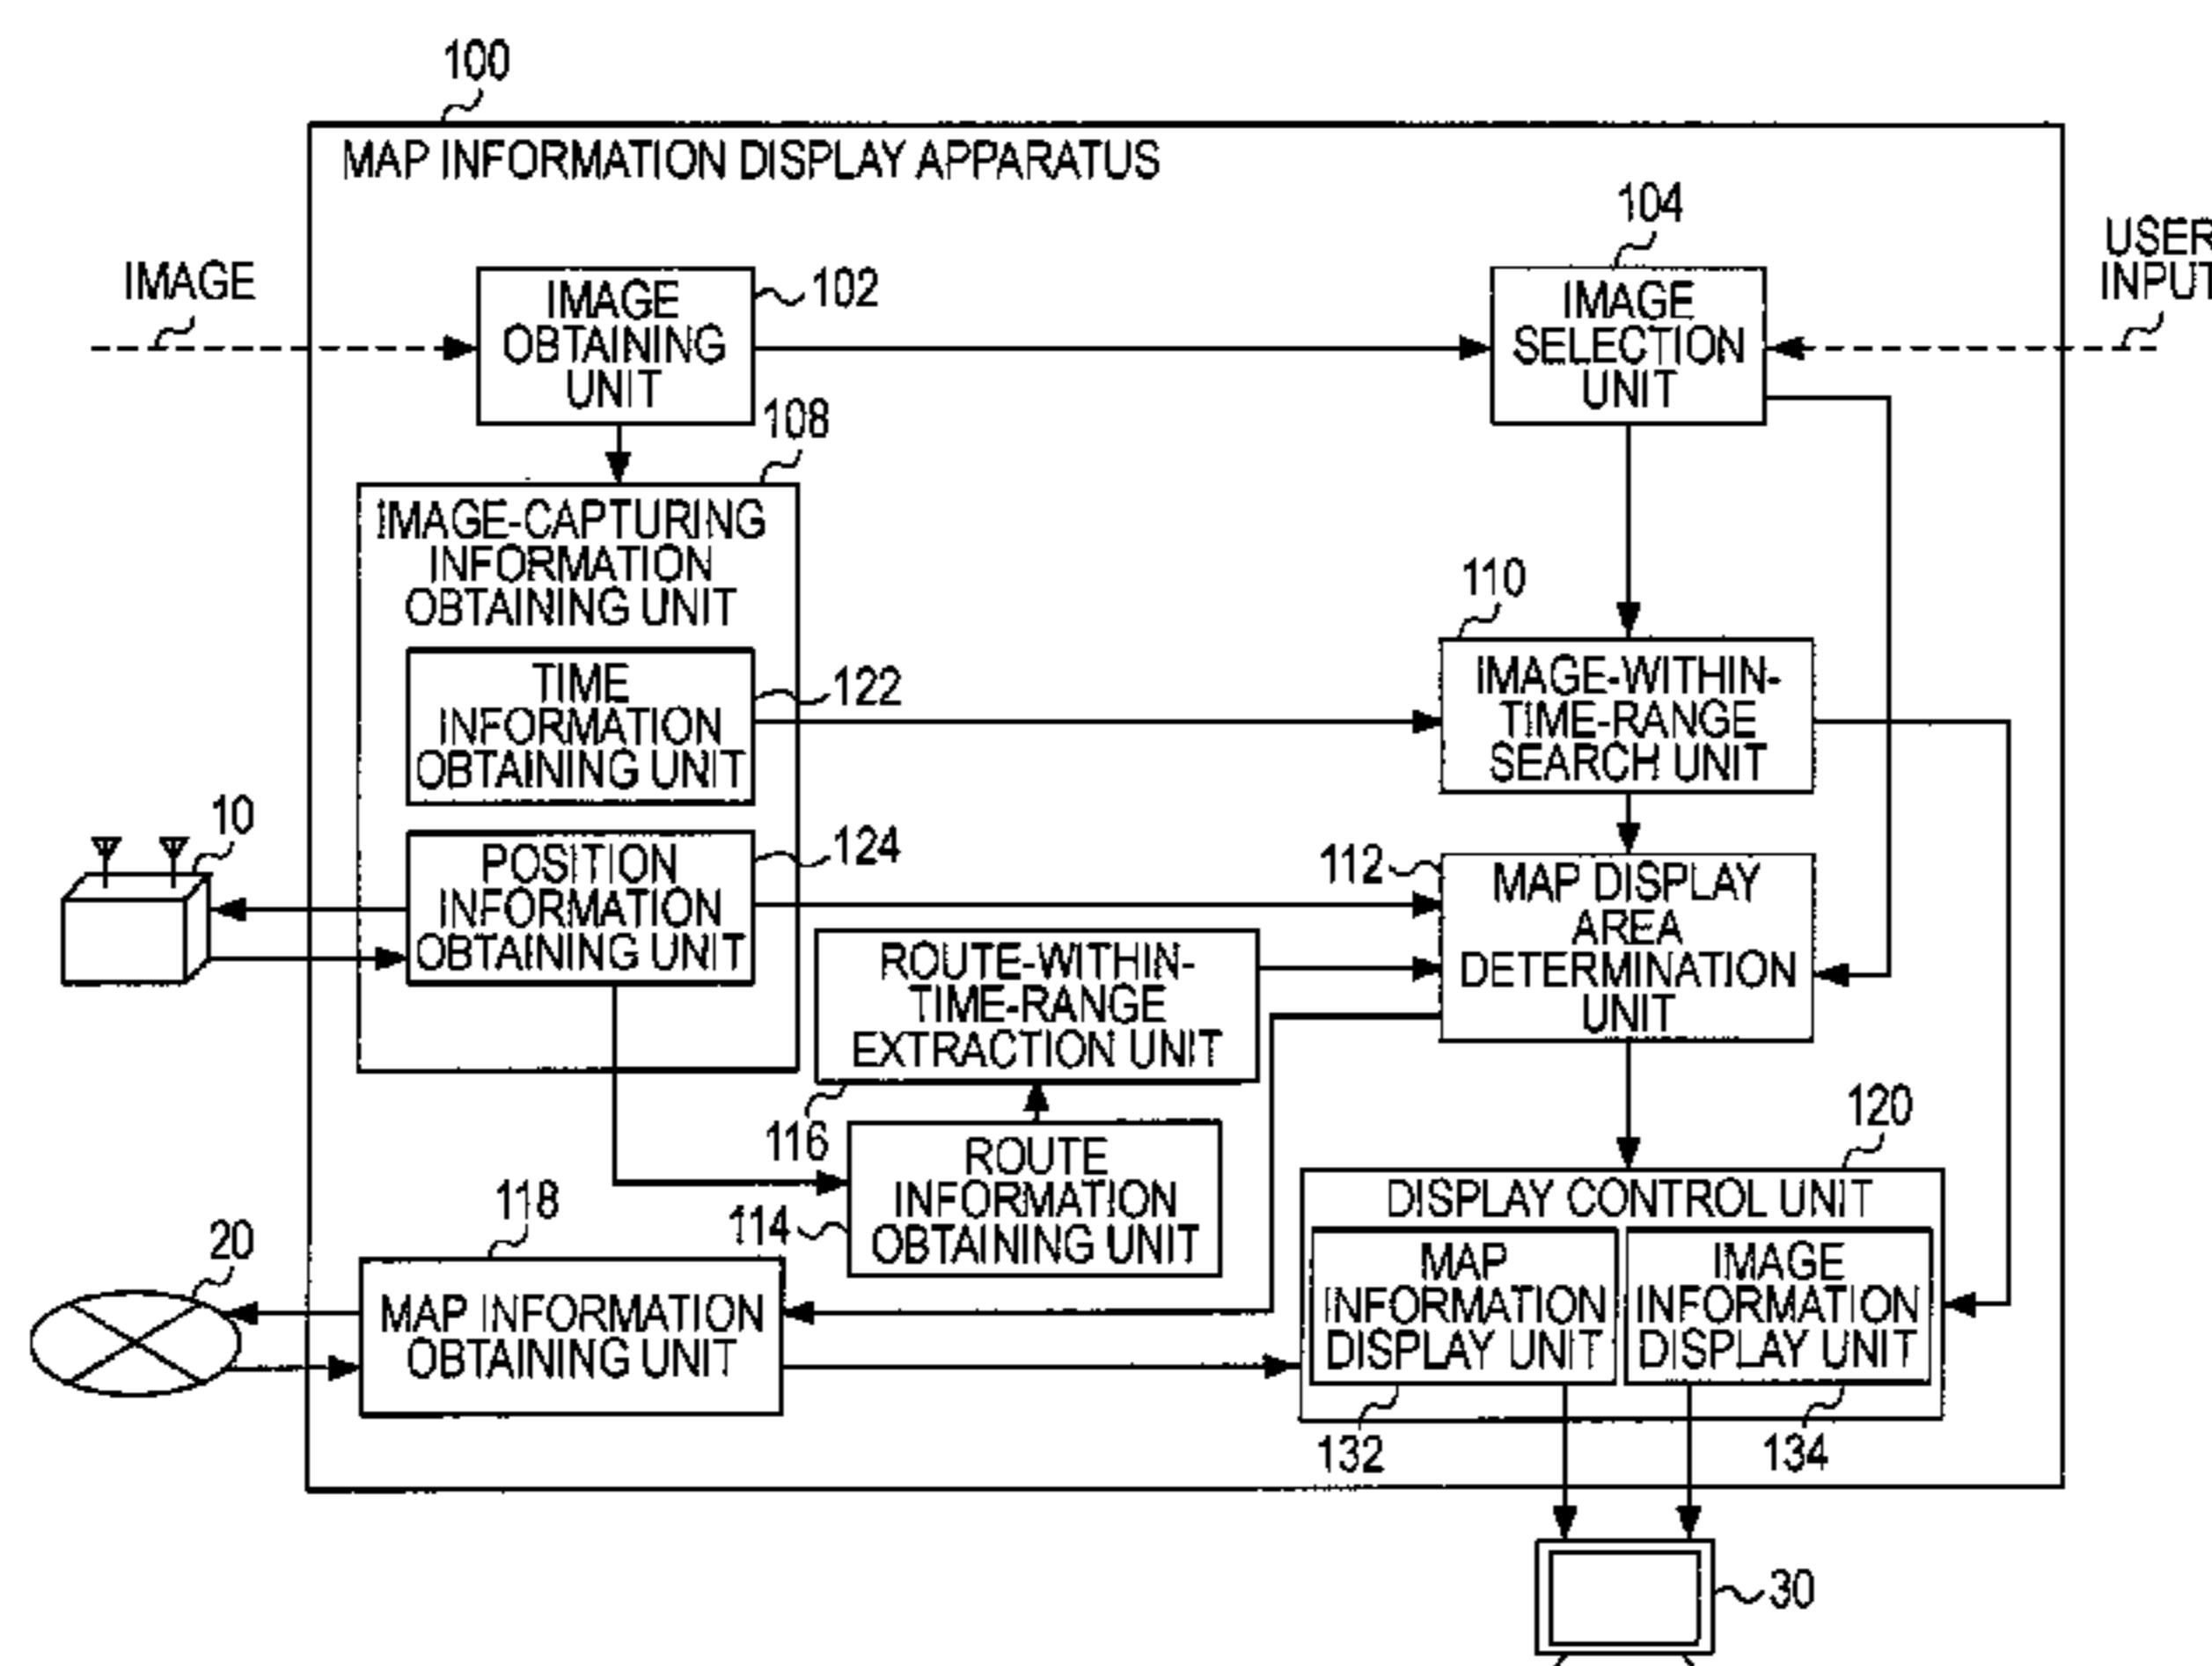 100
MAP INFORMATION DISPLAY APPARATUS
104
USER
INPUT
IMAGE
IMAGE
OBTAINING
UNIT
102
IMAGE
SELECTION
UNIT
108
IMAGE-CAPTURING
INFORMATION
OBTAINING UNIT
110
TIME
INFORMATION
OBTAINING UNIT
122
IMAGE-WITHIN-
TIME-RANGE
SEARCH UNIT
10
POSITION
INFORMATION
OBTAINING UNIT
124
112
MAP DISPLAY
AREA
DETERMINATION
UNIT
ROUTE-WITHIN-
TIME-RANGE
EXTRACTION UNIT
116
ROUTE
INFORMATION
OBTAINING UNIT
114
120
DISPLAY CONTROL UNIT
118
20
MAP INFORMATION
OBTAINING UNIT
MAP
INFORMATION
DISPLAY UNIT
IMAGE
INFORMATION
DISPLAY UNIT
132
134
30